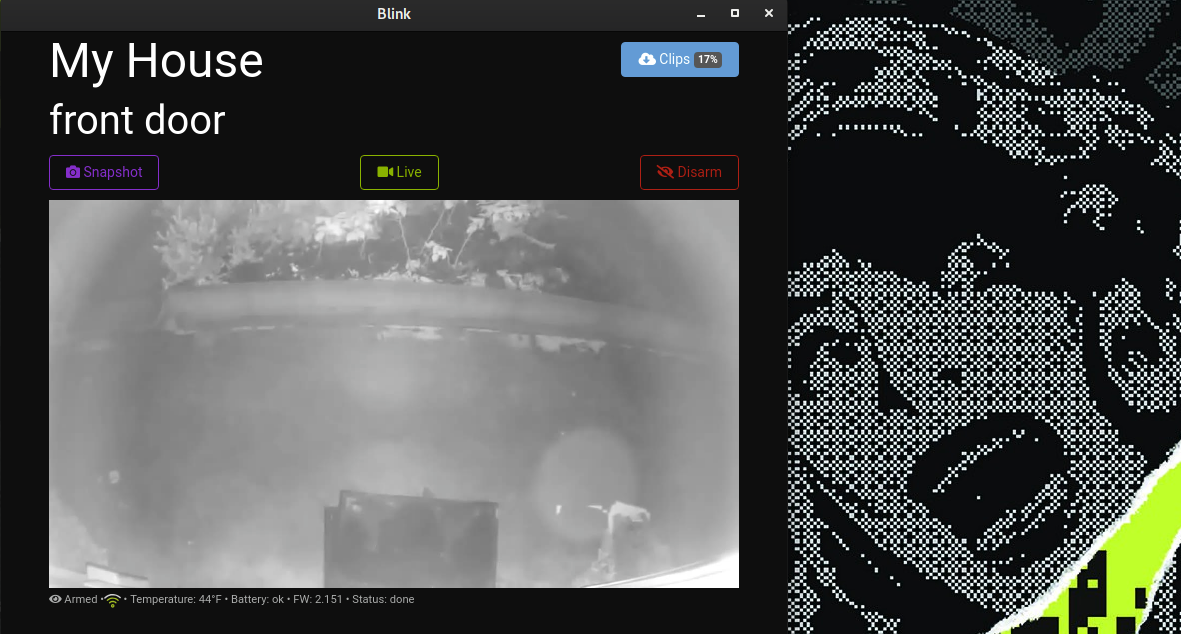 Blink
My House
Clips 17%
front door
Snapshot
Live
Disarm
Armed • • Temperature: 44°F • Battery: ok • FW: 2.151 • Status: done